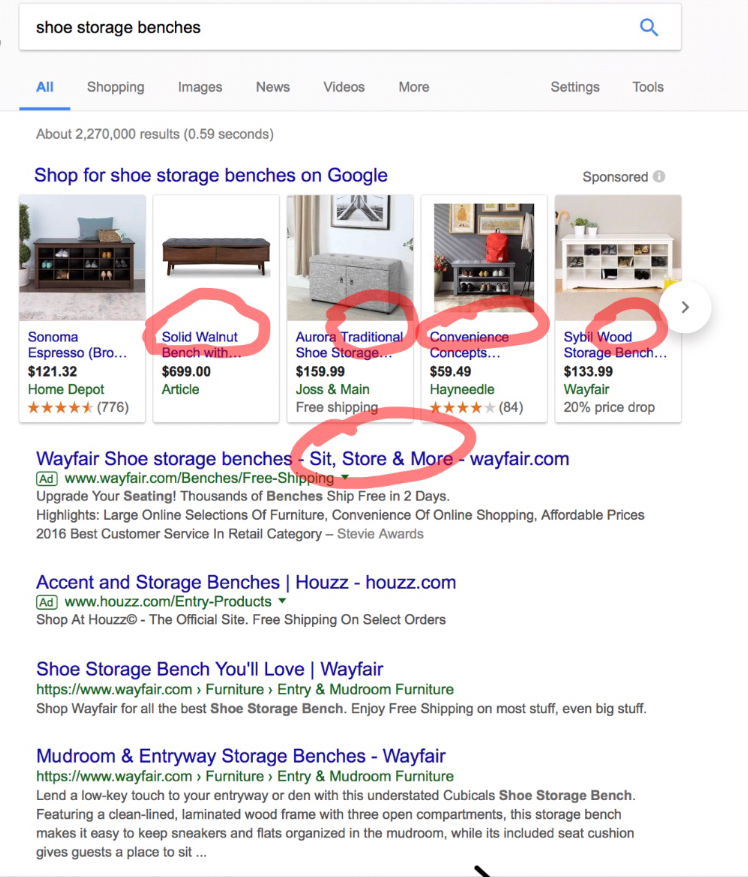 shoe storage benches
All Shopping Images News Videos More Settings Tools
About 2,270,000 results (0.59 seconds)
Shop for shoe storage benches on Google
Sponsored
Sonoma
Espresso (Bro...
$121.32
Home Depot
(776)
Solid Walnut
Bench with...
$699.00
Article
Aurora Traditional
Shoe Storage...
$159.99
Joss & Main
Free shipping
Convenience
Concepts...
$59.49
Hayneedle
(84)
Sybil Wood
Storage Bench...
$133.99
Wayfair
20% price drop
Wayfair Shoe storage benches - Sit, Store & More - wayfair.com
Ad www.wayfair.com/Benches/Free-Shipping
Upgrade Your Seating! Thousands of Benches Ship Free in 2 Days.
Highlights: Large Online Selections Of Furniture, Convenience Of Online Shopping, Affordable Prices
2016 Best Customer Service In Retail Category – Stevie Awards
Accent and Storage Benches | Houzz - houzz.com
Ad www.houzz.com/Entry-Products
Shop At Houzz© - The Official Site. Free Shipping On Select Orders
Shoe Storage Bench You'll Love | Wayfair
https://www.wayfair.com › Furniture › Entry & Mudroom Furniture
Shop Wayfair for all the best Shoe Storage Bench. Enjoy Free Shipping on most stuff, even big stuff.
Mudroom & Entryway Storage Benches - Wayfair
https://www.wayfair.com › Furniture › Entry & Mudroom Furniture
Lend a low-key touch to your entryway or den with this understated Cubicals Shoe Storage Bench.
Featuring a clean-lined, laminated wood frame with three open compartments, this storage bench
makes it easy to keep sneakers and flats organized in the mudroom, while its included seat cushion
gives guests a place to sit ...